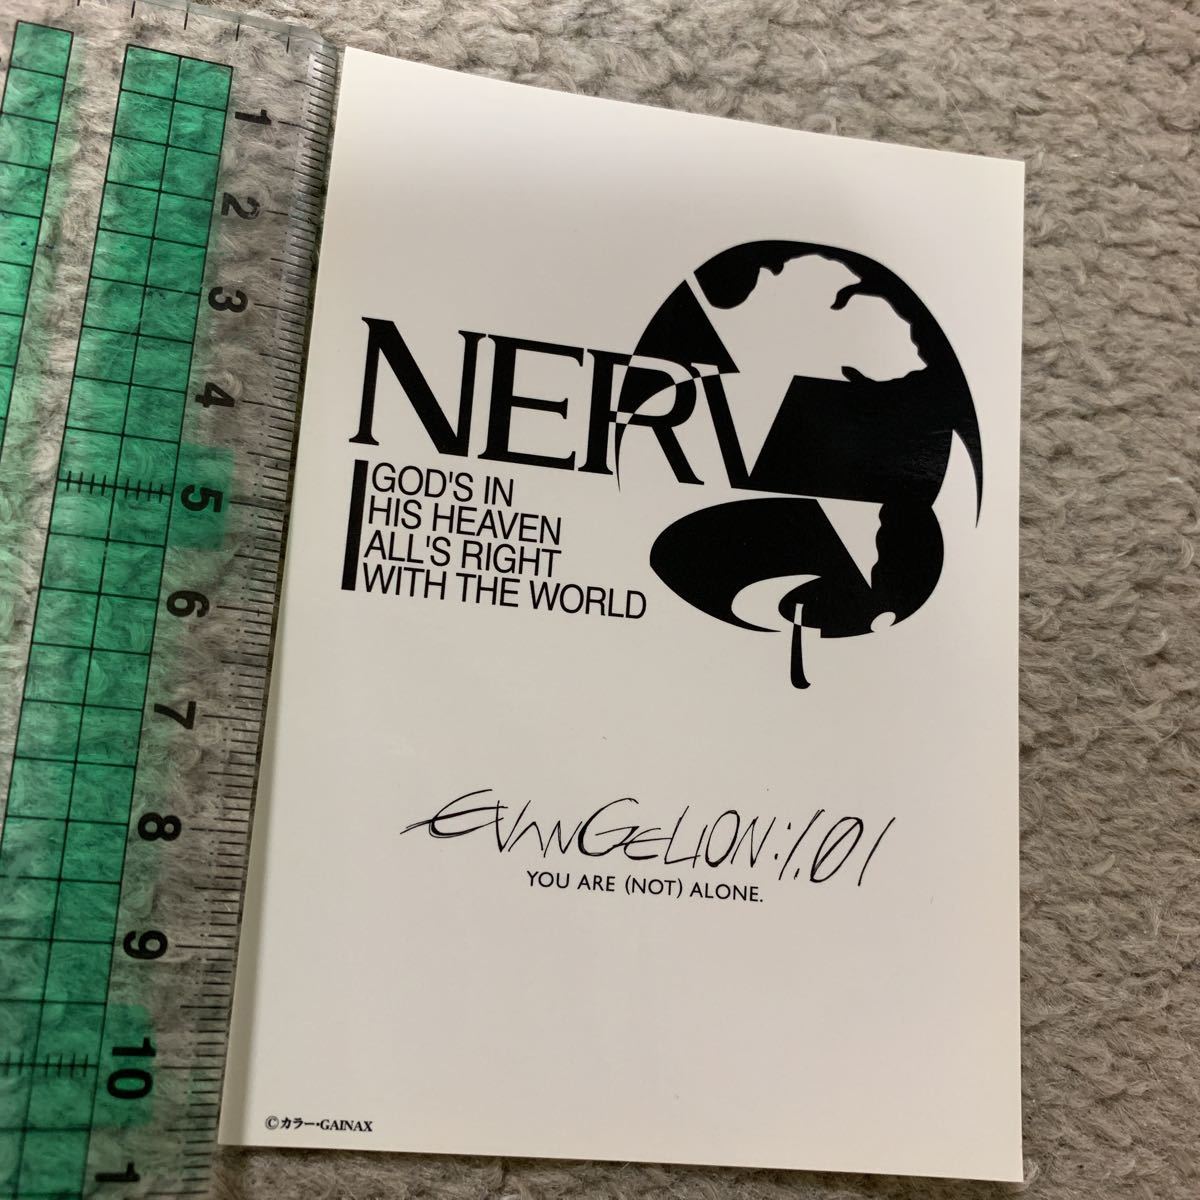 1
2
3
4
5
6
7
8
9
10
1
NERV
GOD'S IN
HIS HEAVEN
ALL'S RIGHT
WITH THE WORLD
EVANGELION:1.01
YOU ARE (NOT) ALONE.
©カラー・GAINAX